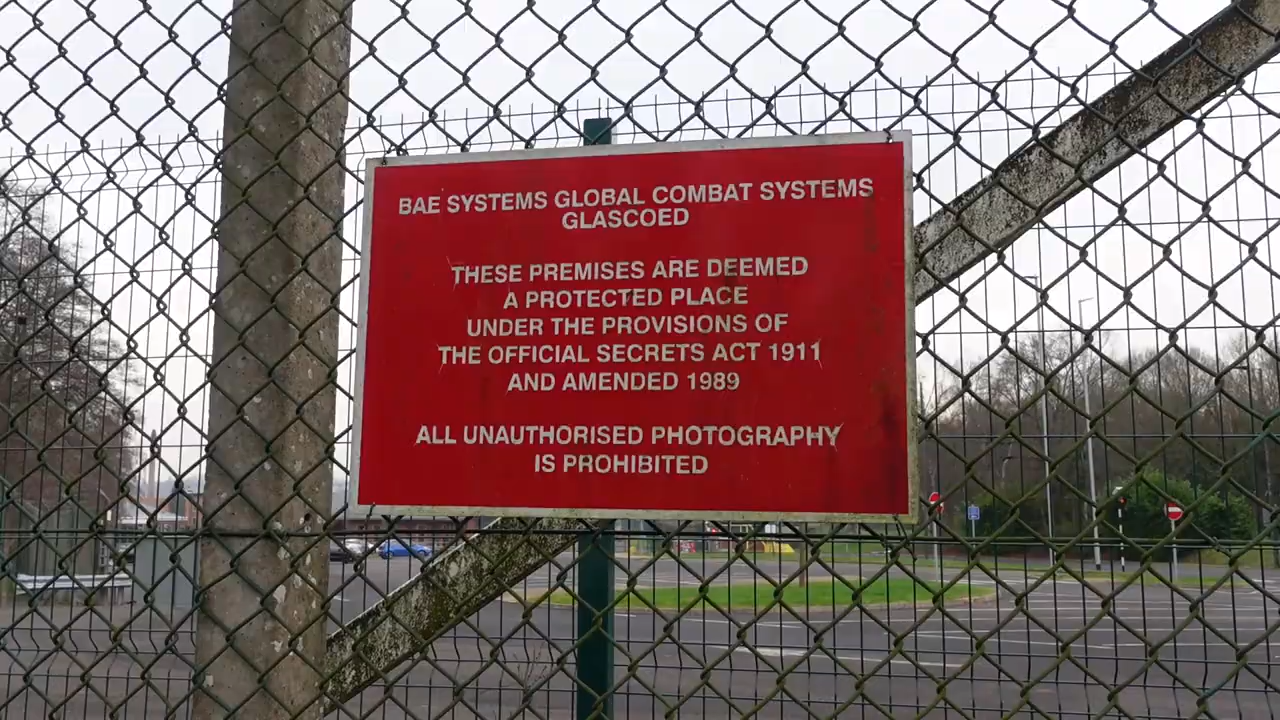 BAE SYSTEMS GLOBAL COMBAT SYSTEMS
GLASCOED
THESE PREMISES ARE DEEMED
A PROTECTED PLACE
UNDER THE PROVISIONS OF
THE OFFICIAL SECRETS ACT 1911
AND AMENDED 1989
ALL UNAUTHORISED PHOTOGRAPHY
IS PROHIBITED